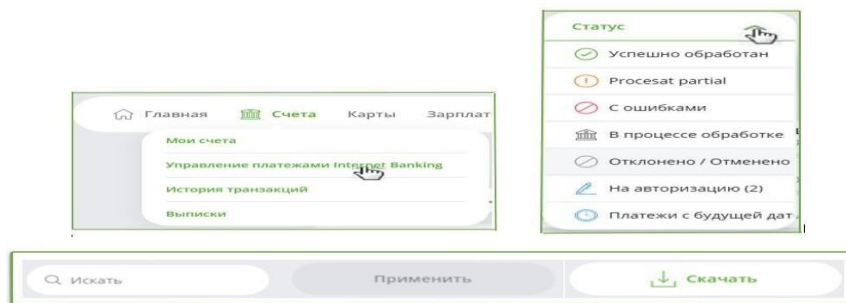 Статус
Успешно обработан
Procesat partial
С ошибками
В процессе обработке
Отклонено / Отменено
На авторизацию (2)
Платежи с будущей дат
Главная Счета Карты Зарплат
Мои счета
Управление платежами Internet Banking
История транзакций
Выписки
Искать Применить Скачать